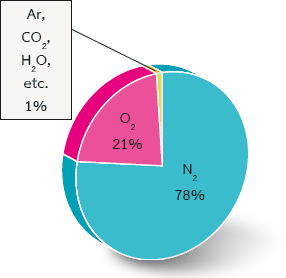 Ar,
CO₂,
H₂O,
etc.
1%
O₂
21%
N₂
78%